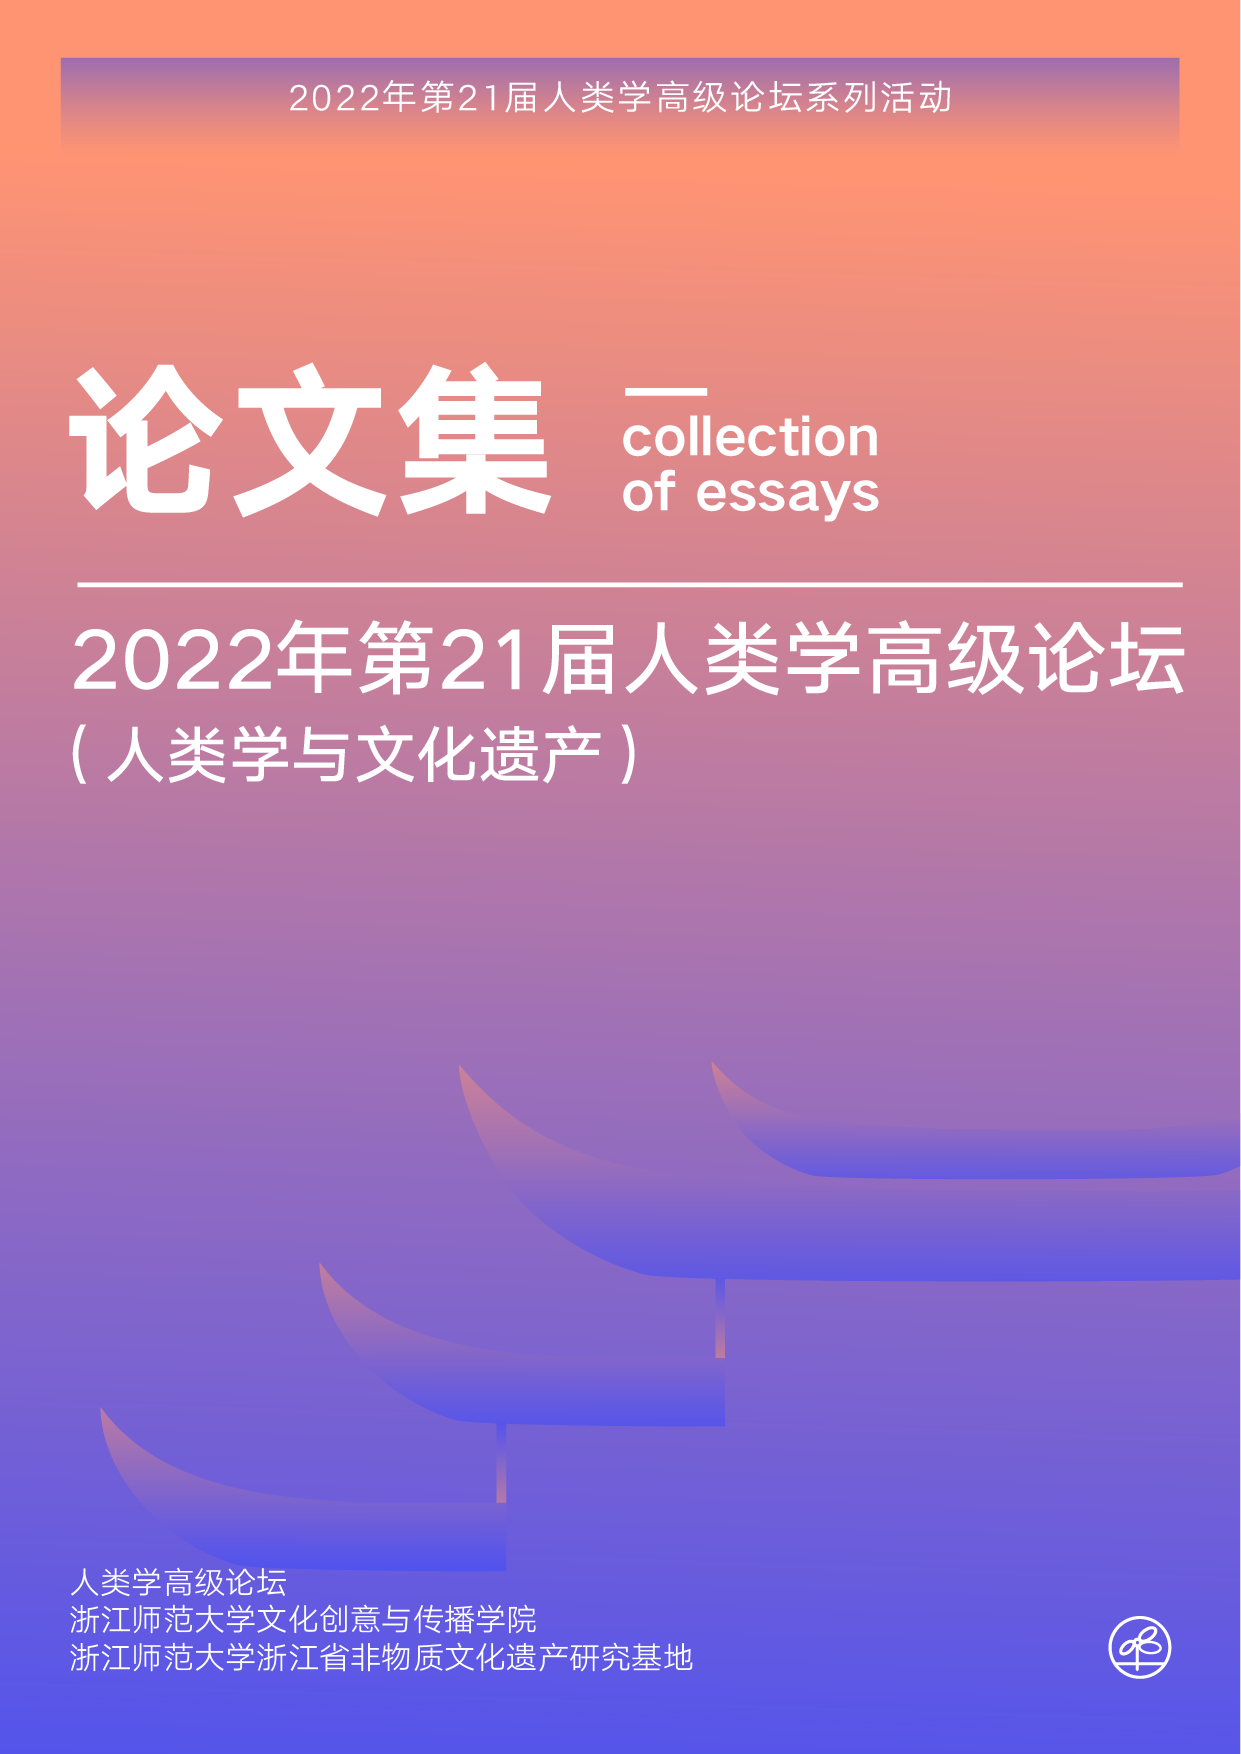 2022年第21届人类学高级论坛系列活动
论文集
collection
of essays
2022年第21届人类学高级论坛
(人类学与文化遗产)
人类学高级论坛
浙江师范大学文化创意与传播学院
浙江师范大学浙江省非物质文化遗产研究基地